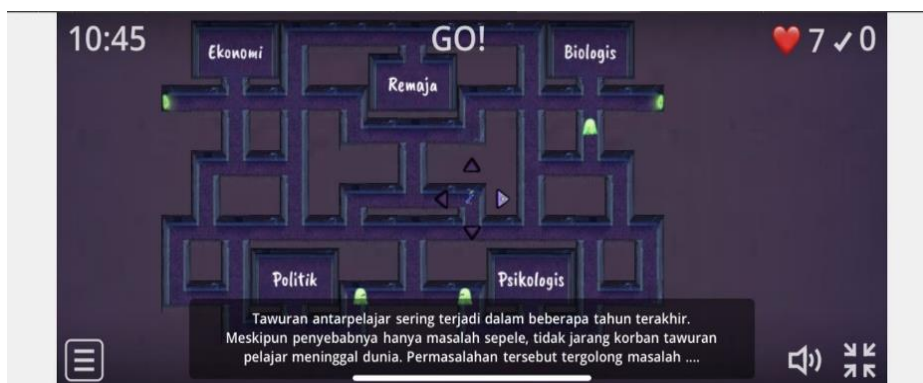 10:45
GO!
❤ 7 ✓ 0
Ekonomi
Biologis
Remaja
Politik
Psikologis
Tawuran antarpelajar sering terjadi dalam beberapa tahun terakhir.
Meskipun penyebabnya hanya masalah sepele, tidak jarang korban tawuran
pelajar meninggal dunia. Permasalahan tersebut tergolong masalah ....